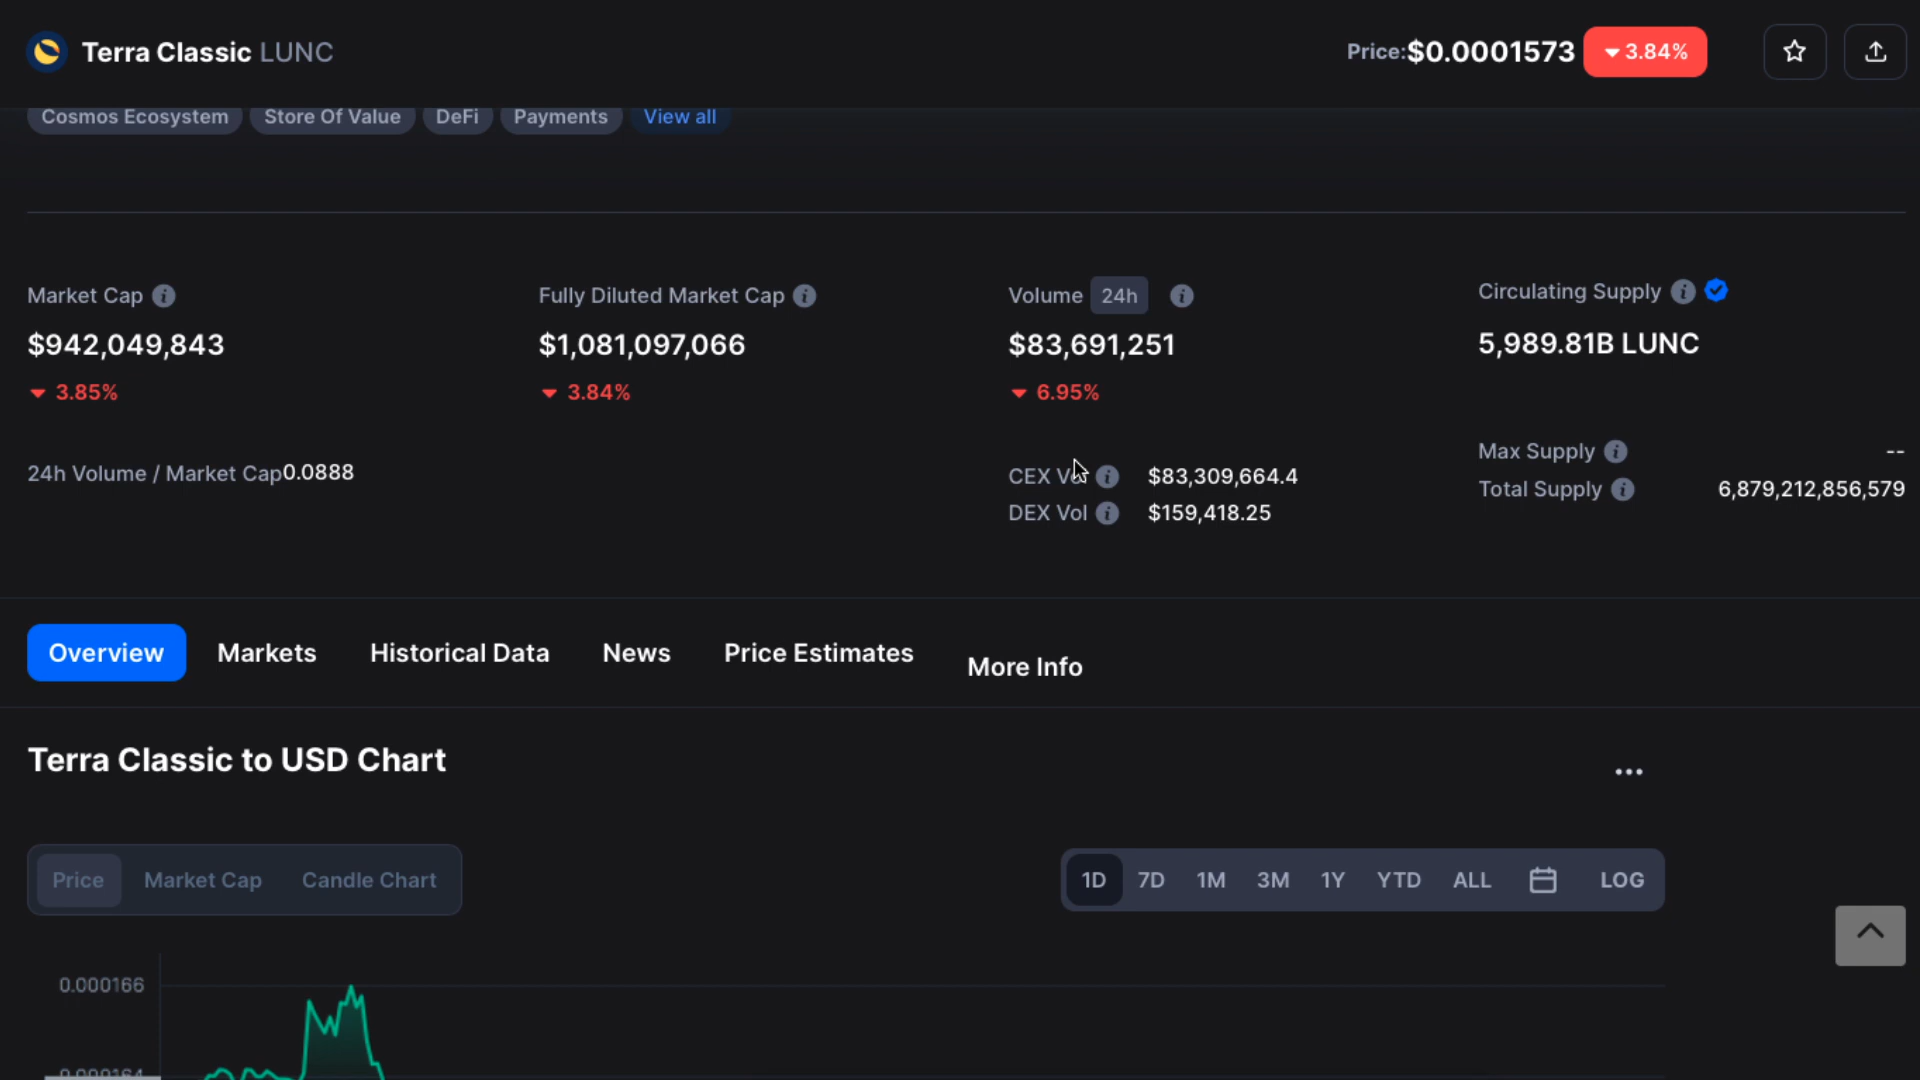 Terra Classic LUNC
Price:$0.0001573 3.84%
Cosmos Ecosystem Store Of Value DeFi Payments View all
Market Cap Fully Diluted Market Cap Volume 24h Circulating Supply
$942,049,843 $1,081,097,066 $83,691,251 5,989.81B LUNC
3.85% 3.84% 6.95%
24h Volume / Market Cap0.0888
CEX Vol $83,309,664.4
DEX Vol $159,418.25
Max Supply --
Total Supply 6,879,212,856,579
Overview Markets Historical Data News Price Estimates More Info
Terra Classic to USD Chart
Price Market Cap Candle Chart 1D 7D 1M 3M 1Y YTD ALL LOG
0.000166
0.000164